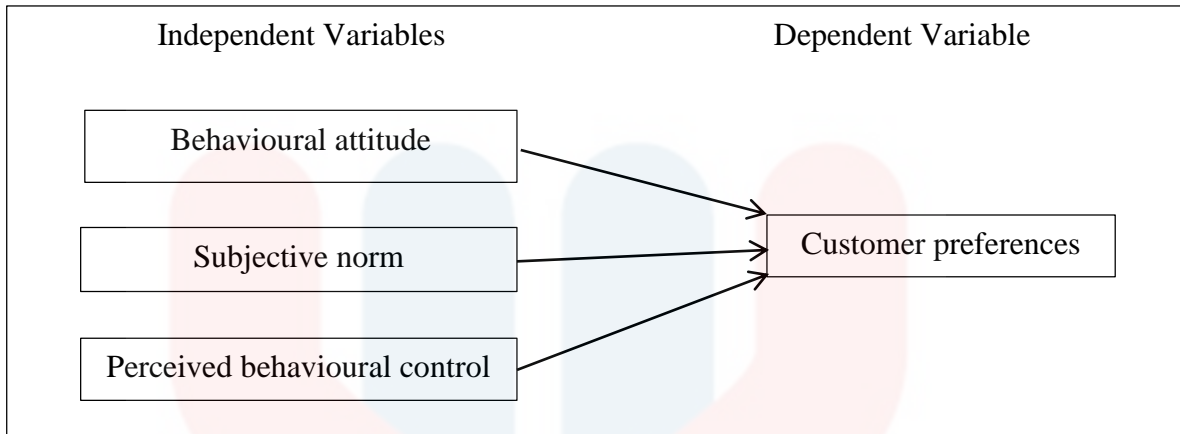 Independent Variables
Dependent Variable
Behavioural attitude
Subjective norm
Customer preferences
Perceived behavioural control